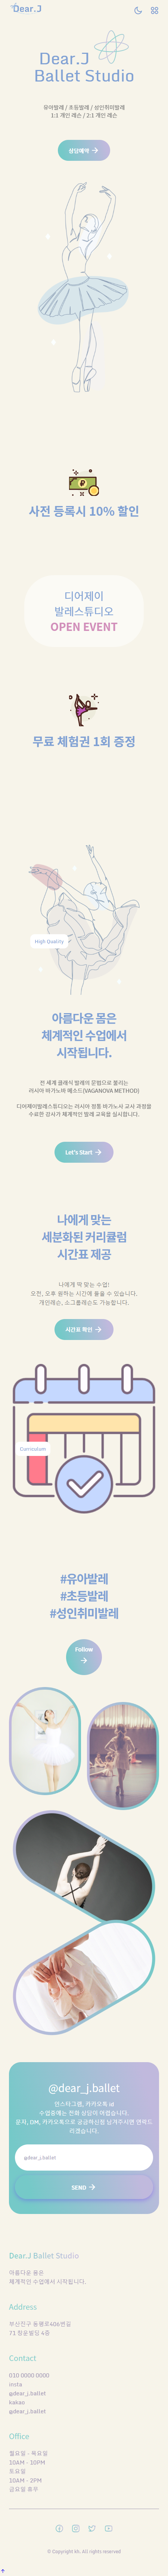 Dear.J
Dear.J
Ballet Studio
유아발레 / 초등발레 / 성인취미발레
1:1 개인 레슨 / 2:1 개인 레슨
상담예약
사전 등록시 10% 할인
디어제이
발레스튜디오
OPEN EVENT
무료 체험권 1회 증정
High Quality
아름다운 몸은
체계적인 수업에서
시작됩니다.
전 세계 클래식 발레의 문법으로 불리는
러시아 바가노바 메소드(VAGANOVA METHOD)
디어제이발레스튜디오는 러시아 정통 바가노바 교사 과정을
수료한 강사가 체계적인 발레 교육을 실시합니다.
Let's Start
나에게 맞는
세분화된 커리큘럼
시간표 제공
나에게 딱 맞는 수업!
오전, 오후 원하는 시간에 들을 수 있습니다.
개인레슨, 소그룹레슨도 가능합니다.
시간표 확인
Curriculum
#유아발레
#초등발레
#성인취미발레
Follow
@dear_j.ballet
인스타그램, 카카오톡 id
수업중에는 전화 상담이 어렵습니다.
문자, DM, 카카오톡으로 궁금하신점 남겨주시면 연락드
리겠습니다.
@dear_j.ballet
SEND
Dear.J Ballet Studio
아름다운 몸은
체계적인 수업에서 시작됩니다.
Address
부산진구 동평로406번길
71 정운빌딩 4층
Contact
010 0000 0000
insta
@dear_j.ballet
kakao
@dear_j.ballet
Office
월요일 - 목요일
10AM - 10PM
토요일
10AM - 2PM
금요일 휴무